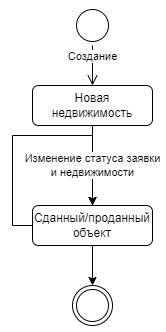 Создание
Новая
недвижимость
Изменение статуса заявки
и недвижимости
Сданный/проданный
объект